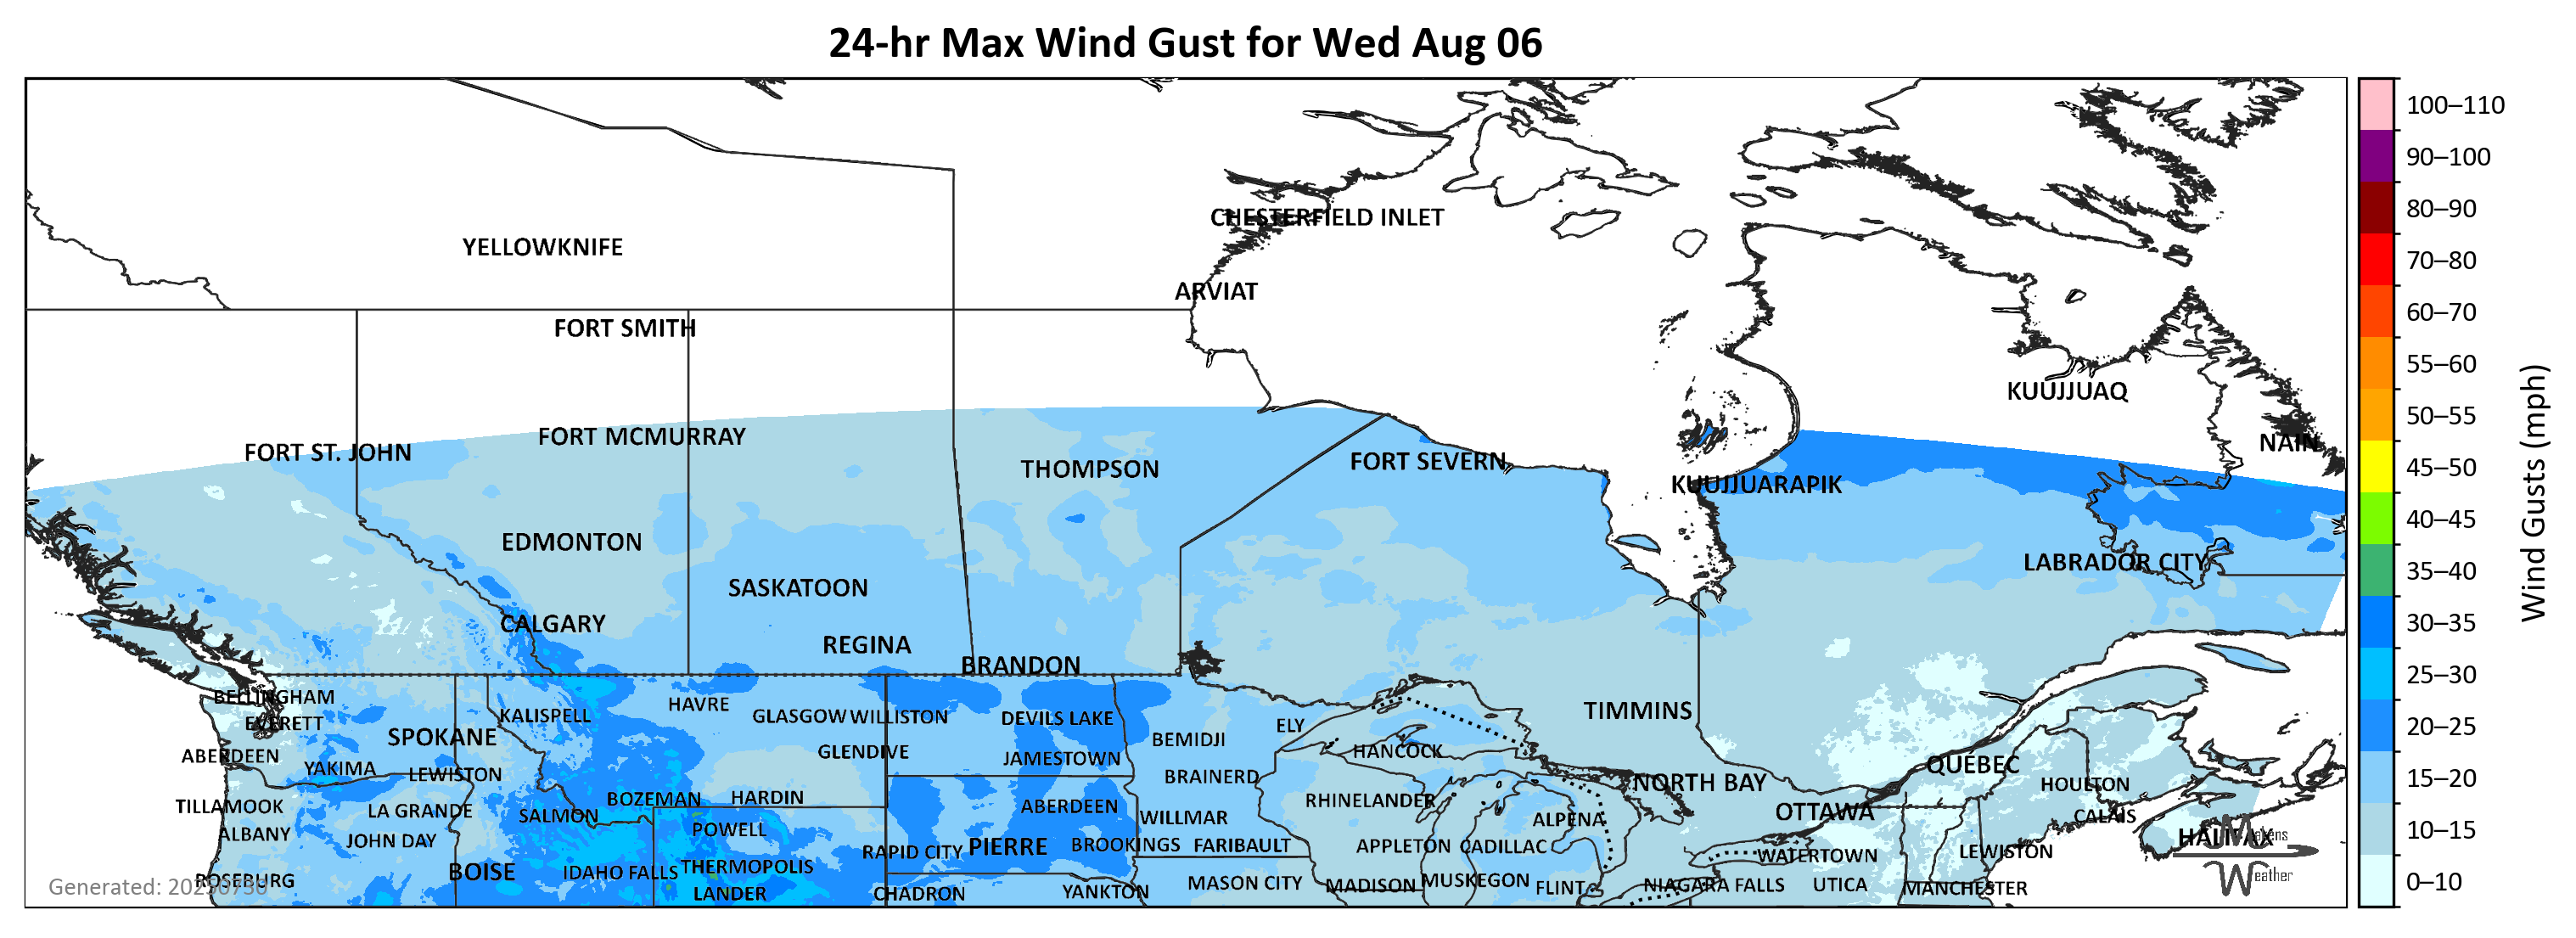 24-hr Max Wind Gust for Wed Aug 06
100–110
90–100
CHESTERFIELD INLET
80–90
YELLOWKNIFE
70–80
ARVIAT
60–70
FORT SMITH
55–60
KUUJJUAQ
50–55
FORT MCMURRAY
NAIN
FORT ST. JOHN
THOMPSON
FORT SEVERN
45–50
KUUJJUARAPIK
40–45
EDMONTON
LABRADOR CITY
35–40
SASKATOON
CALGARY
30–35
REGINA
BRANDON
25–30
BELLINGHAM
HAVRE
KALISPELL
GLASGOW WILLISTON
DEVILS LAKE
TIMMINS
EVERETT
ELY
20–25
SPOKANE
BEMIDJI
HANCOCK
ABERDEEN
GLENDIVE
JAMESTOWN
QUÉBEC
YAKIMA
LEWISTON
BRAINERD
NORTH BAY
HOULTON
15–20
BOZEMAN
HARDIN
RHINELANDER
TILLAMOOK
LA GRANDE
SALMON
ABERDEEN
WILLMAR
ALPENA
OTTAWA
CALAIS
10–15
ALBANY
JOHN DAY
POWELL
HALIFAX
Makens
Weather
RAPID CITY
PIERRE
BROOKINGS
FARIBAULT
APPLETON
CADILLAC
WATERTOWN
LEWISTON
BOISE
IDAHO FALLS
THERMOPOLIS
ROSEBURG
MASON CITY
MADISON
MUSKEGON
FLINT
NIAGARA FALLS
UTICA
MANCHESTER
0–10
Generated: 20250730
LANDER
CHADRON
YANKTON
Wind Gusts (mph)